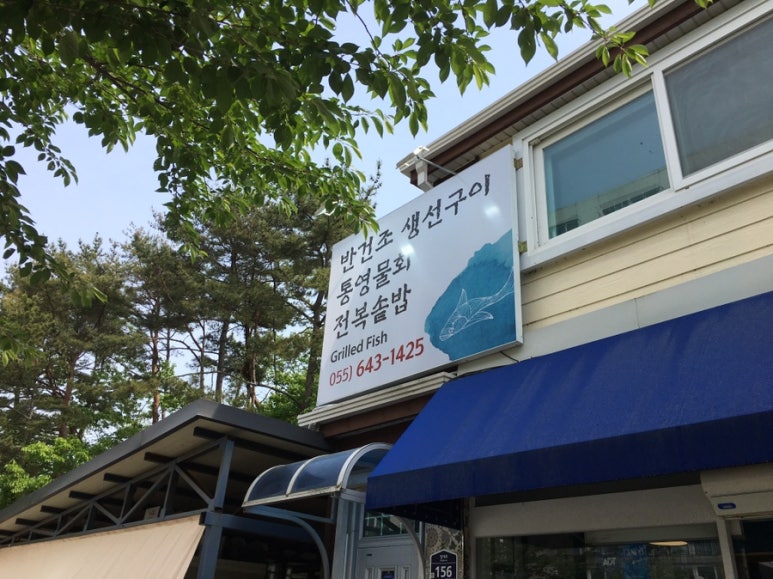 반건조 생선구이
통영물회
전복솥밥
Grilled Fish
055) 643-1425
156
ADT